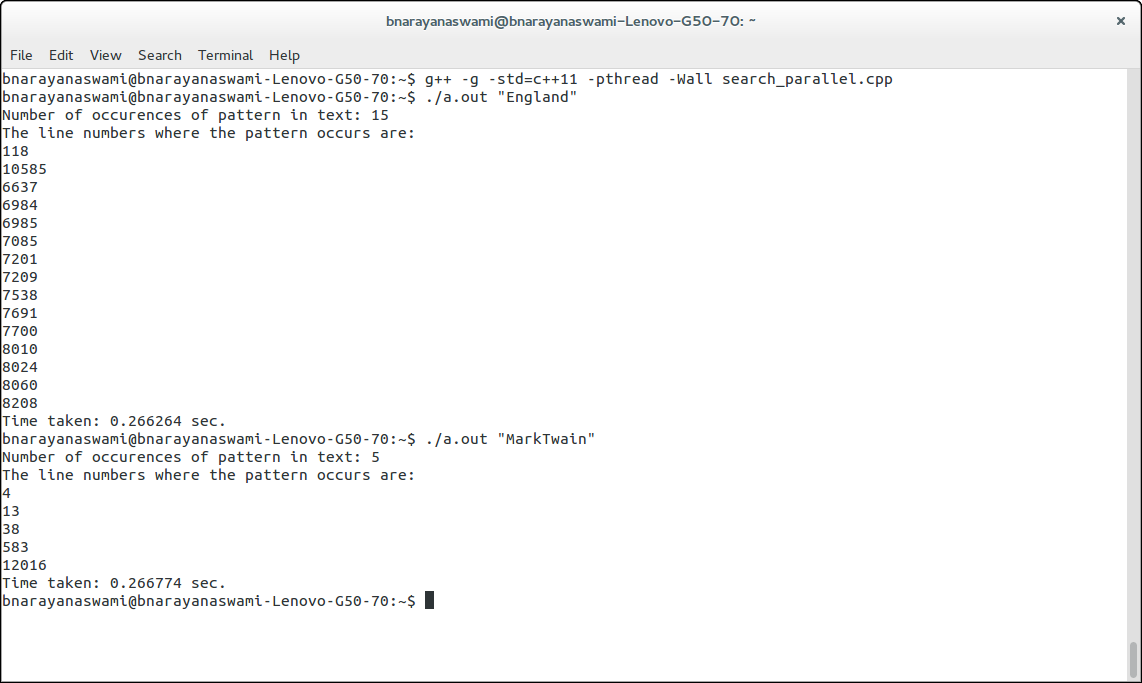 bnarayanaswami@bnarayanaswami-Lenovo-G50-70: ~
File Edit View Search Terminal Help
bnarayanaswami@bnarayanaswami-Lenovo-G50-70:~$ g++ -g -std=c++11 -pthread -Wall search_parallel.cpp
bnarayanaswami@bnarayanaswami-Lenovo-G50-70:~$ ./a.out "England"
Number of occurences of pattern in text: 15
The line numbers where the pattern occurs are:
118
10585
6637
6984
6985
7085
7201
7209
7538
7691
7700
8010
8024
8060
8208
Time taken: 0.266264 sec.
bnarayanaswami@bnarayanaswami-Lenovo-G50-70:~$ ./a.out "MarkTwain"
Number of occurences of pattern in text: 5
The line numbers where the pattern occurs are:
4
13
38
583
12016
Time taken: 0.266774 sec.
bnarayanaswami@bnarayanaswami-Lenovo-G50-70:~$